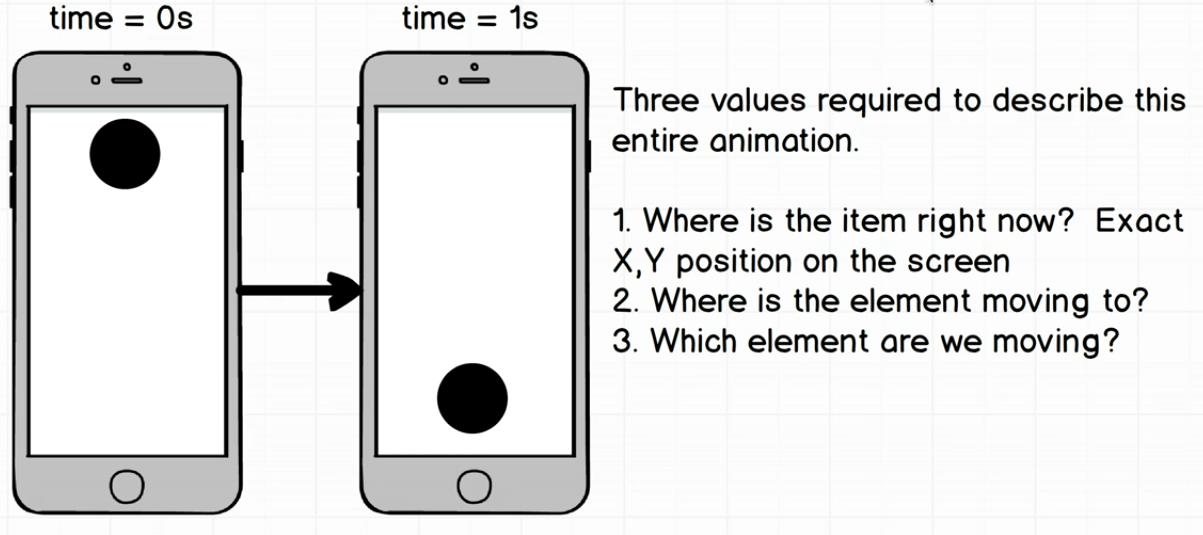 time = 0s
time = 1s
Three values required to describe this
entire animation.
1. Where is the item right now?  Exact
X,Y position on the screen
2. Where is the element moving to?
3. Which element are we moving?